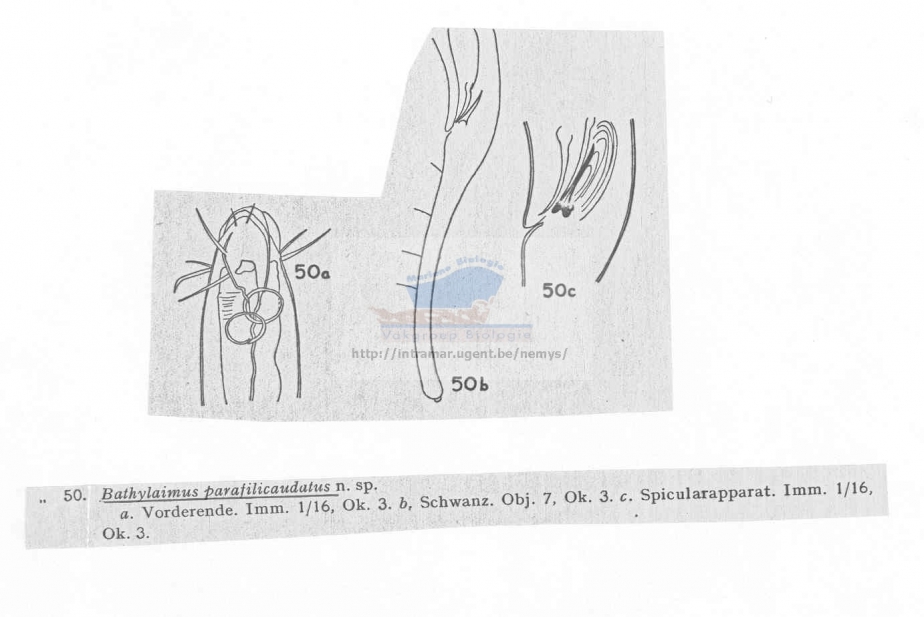 50a
50c
Mariene Biologie
Vakgroep Biologie
http://intramar.ugent.be/nemys/
50b
„ 50. Bathylaimus parafilicaudatus n. sp.
a. Vorderende. Imm. 1/16, Ok. 3. b, Schwanz. Obj. 7, Ok. 3. c. Spicularapparat. Imm. 1/16,
Ok. 3.